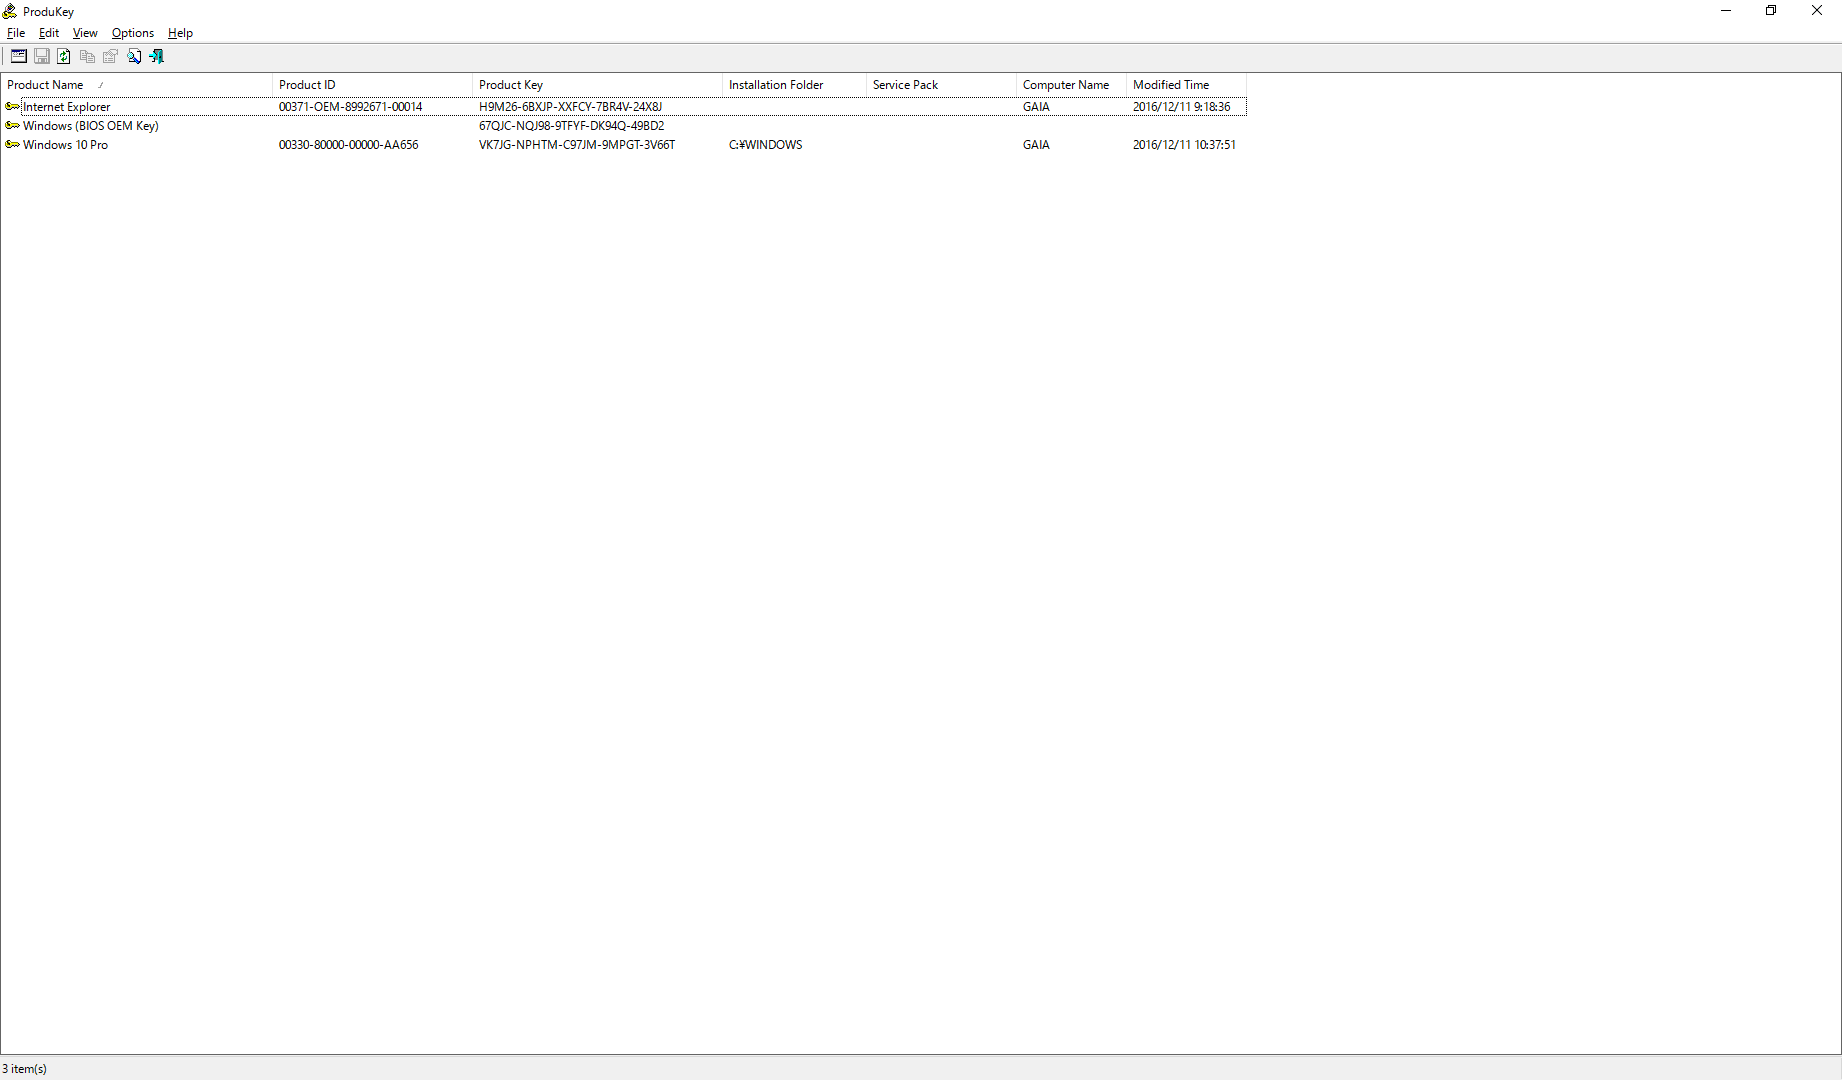 ProduKey
File Edit View Options Help
Product Name Product ID Product Key Installation Folder Service Pack Computer Name Modified Time
Internet Explorer 00371-OEM-8992671-00014 H9M26-6BXJP-XXFCY-7BR4V-24X8J GAIA 2016/12/11 9:18:36
Windows (BIOS OEM Key) 67QJC-NQJ98-9TFYF-DK94Q-49BD2
Windows 10 Pro 00330-80000-00000-AA656 VK7JG-NPHTM-C97JM-9MPGT-3V66T C:¥WINDOWS GAIA 2016/12/11 10:37:51
3 item(s)